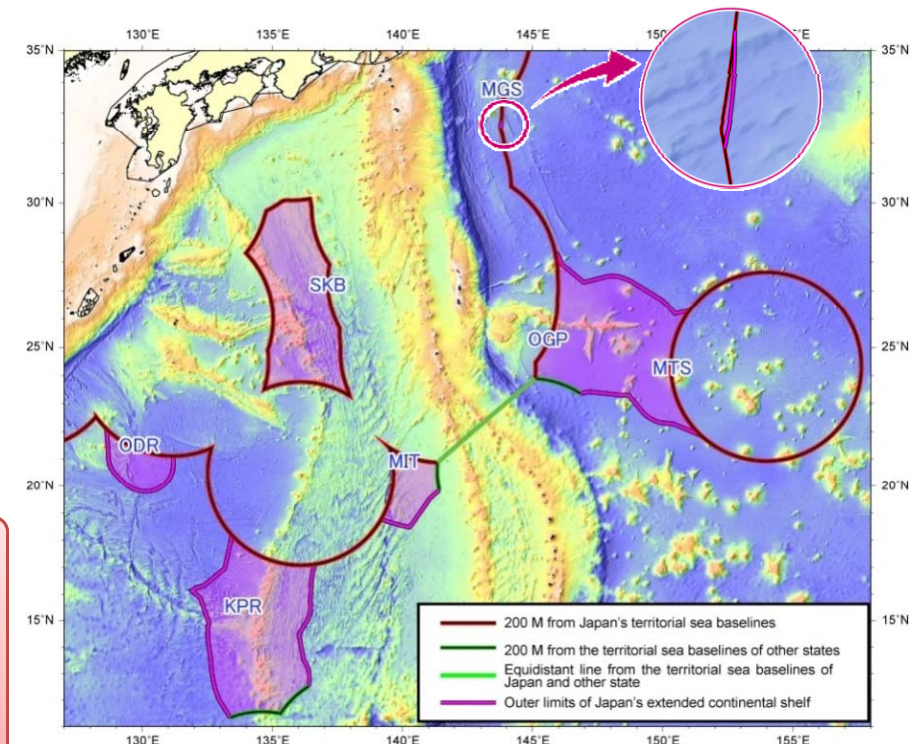 130°E 135°E 140°E 145°E 150°E 155°E
35°N 35°N
MGS
30°N 30°N
SKB
25°N OGP 25°N
MTS
ODR
MIT
20°N 20°N
KPR
15°N 15°N
200 M from Japan's territorial sea baselines
200 M from the territorial sea baselines of other states
Equidistant line from the territorial sea baselines of
Japan and other state
Outer limits of Japan's extended continental shelf
130°E 135°E 140°E 145°E 150°E 155°E